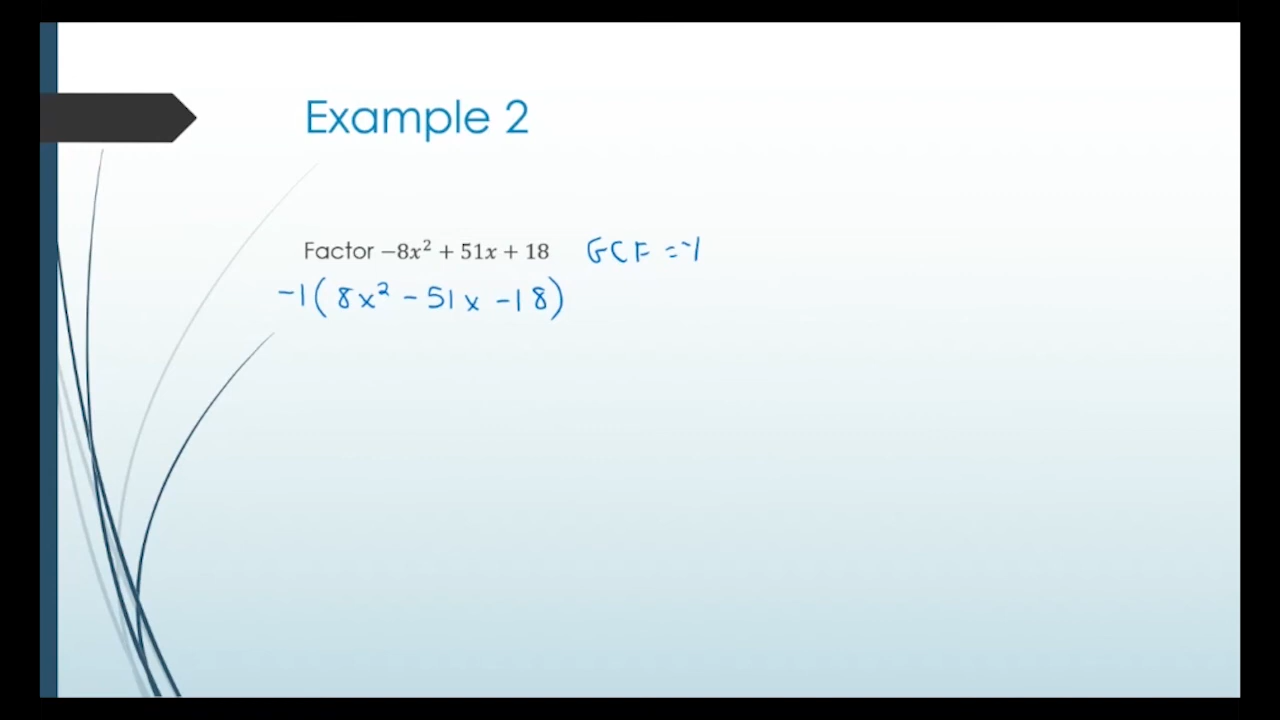 Example 2
Factor −8x² + 51x + 18 GCF = -1
-1(8x² - 51x - 18)